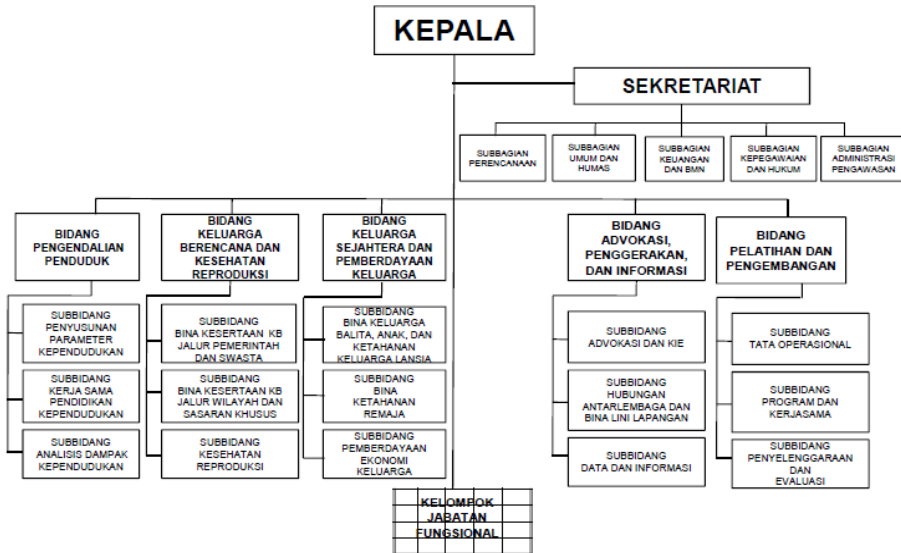 KEPALA
SEKRETARIAT
SUBBAGIAN
PERENCANAAN
SUBBAGIAN
UMUM DAN
HUMAS
SUBBAGIAN
KEUANGAN
DAN BMN
SUBBAGIAN
KEPEGAWAIAN
DAN HUKUM
SUBBAGIAN
ADMINISTRASI
PENGAWASAN
BIDANG
PENGENDALIAN
PENDUDUK
BIDANG
KELUARGA
BERENCANA DAN
KESEHATAN
REPRODUKSI
BIDANG
KELUARGA
SEJAHTERA DAN
PEMBERDAYAAN
KELUARGA
BIDANG
ADVOKASI,
PENGGERAKAN,
DAN INFORMASI
BIDANG
PELATIHAN DAN
PENGEMBANGAN
SUBBIDANG
PENYUSUNAN
PARAMETER
KEPENDUDUKAN
SUBBIDANG
KERJA SAMA
PENDIDIKAN
KEPENDUDUKAN
SUBBIDANG
ANALISIS DAMPAK
KEPENDUDUKAN
SUBBIDANG
BINA KESERTAAN KB
JALUR PEMERINTAH
DAN SWASTA
SUBBIDANG
BINA KESERTAAN KB
JALUR WILAYAH DAN
SASARAN KHUSUS
SUBBIDANG
KESEHATAN
REPRODUKSI
SUBBIDANG
BINA KELUARGA
BALITA, ANAK, DAN
KETAHANAN
KELUARGA LANSIA
SUBBIDANG
BINA
KETAHANAN
REMAJA
SUBBIDANG
PEMBERDAYAAN
EKONOMI
KELUARGA
SUBBIDANG
ADVOKASI DAN KIE
SUBBIDANG
HUBUNGAN
ANTARLEMBAGA DAN
BINA LINI LAPANGAN
SUBBIDANG
DATA DAN INFORMASI
SUBBIDANG
TATA OPERASIONAL
SUBBIDANG
PROGRAM DAN
KERJASAMA
SUBBIDANG
PENYELENGGARAAN
DAN
EVALUASI
KELOMPOK
JABATAN
FUNGSIONAL